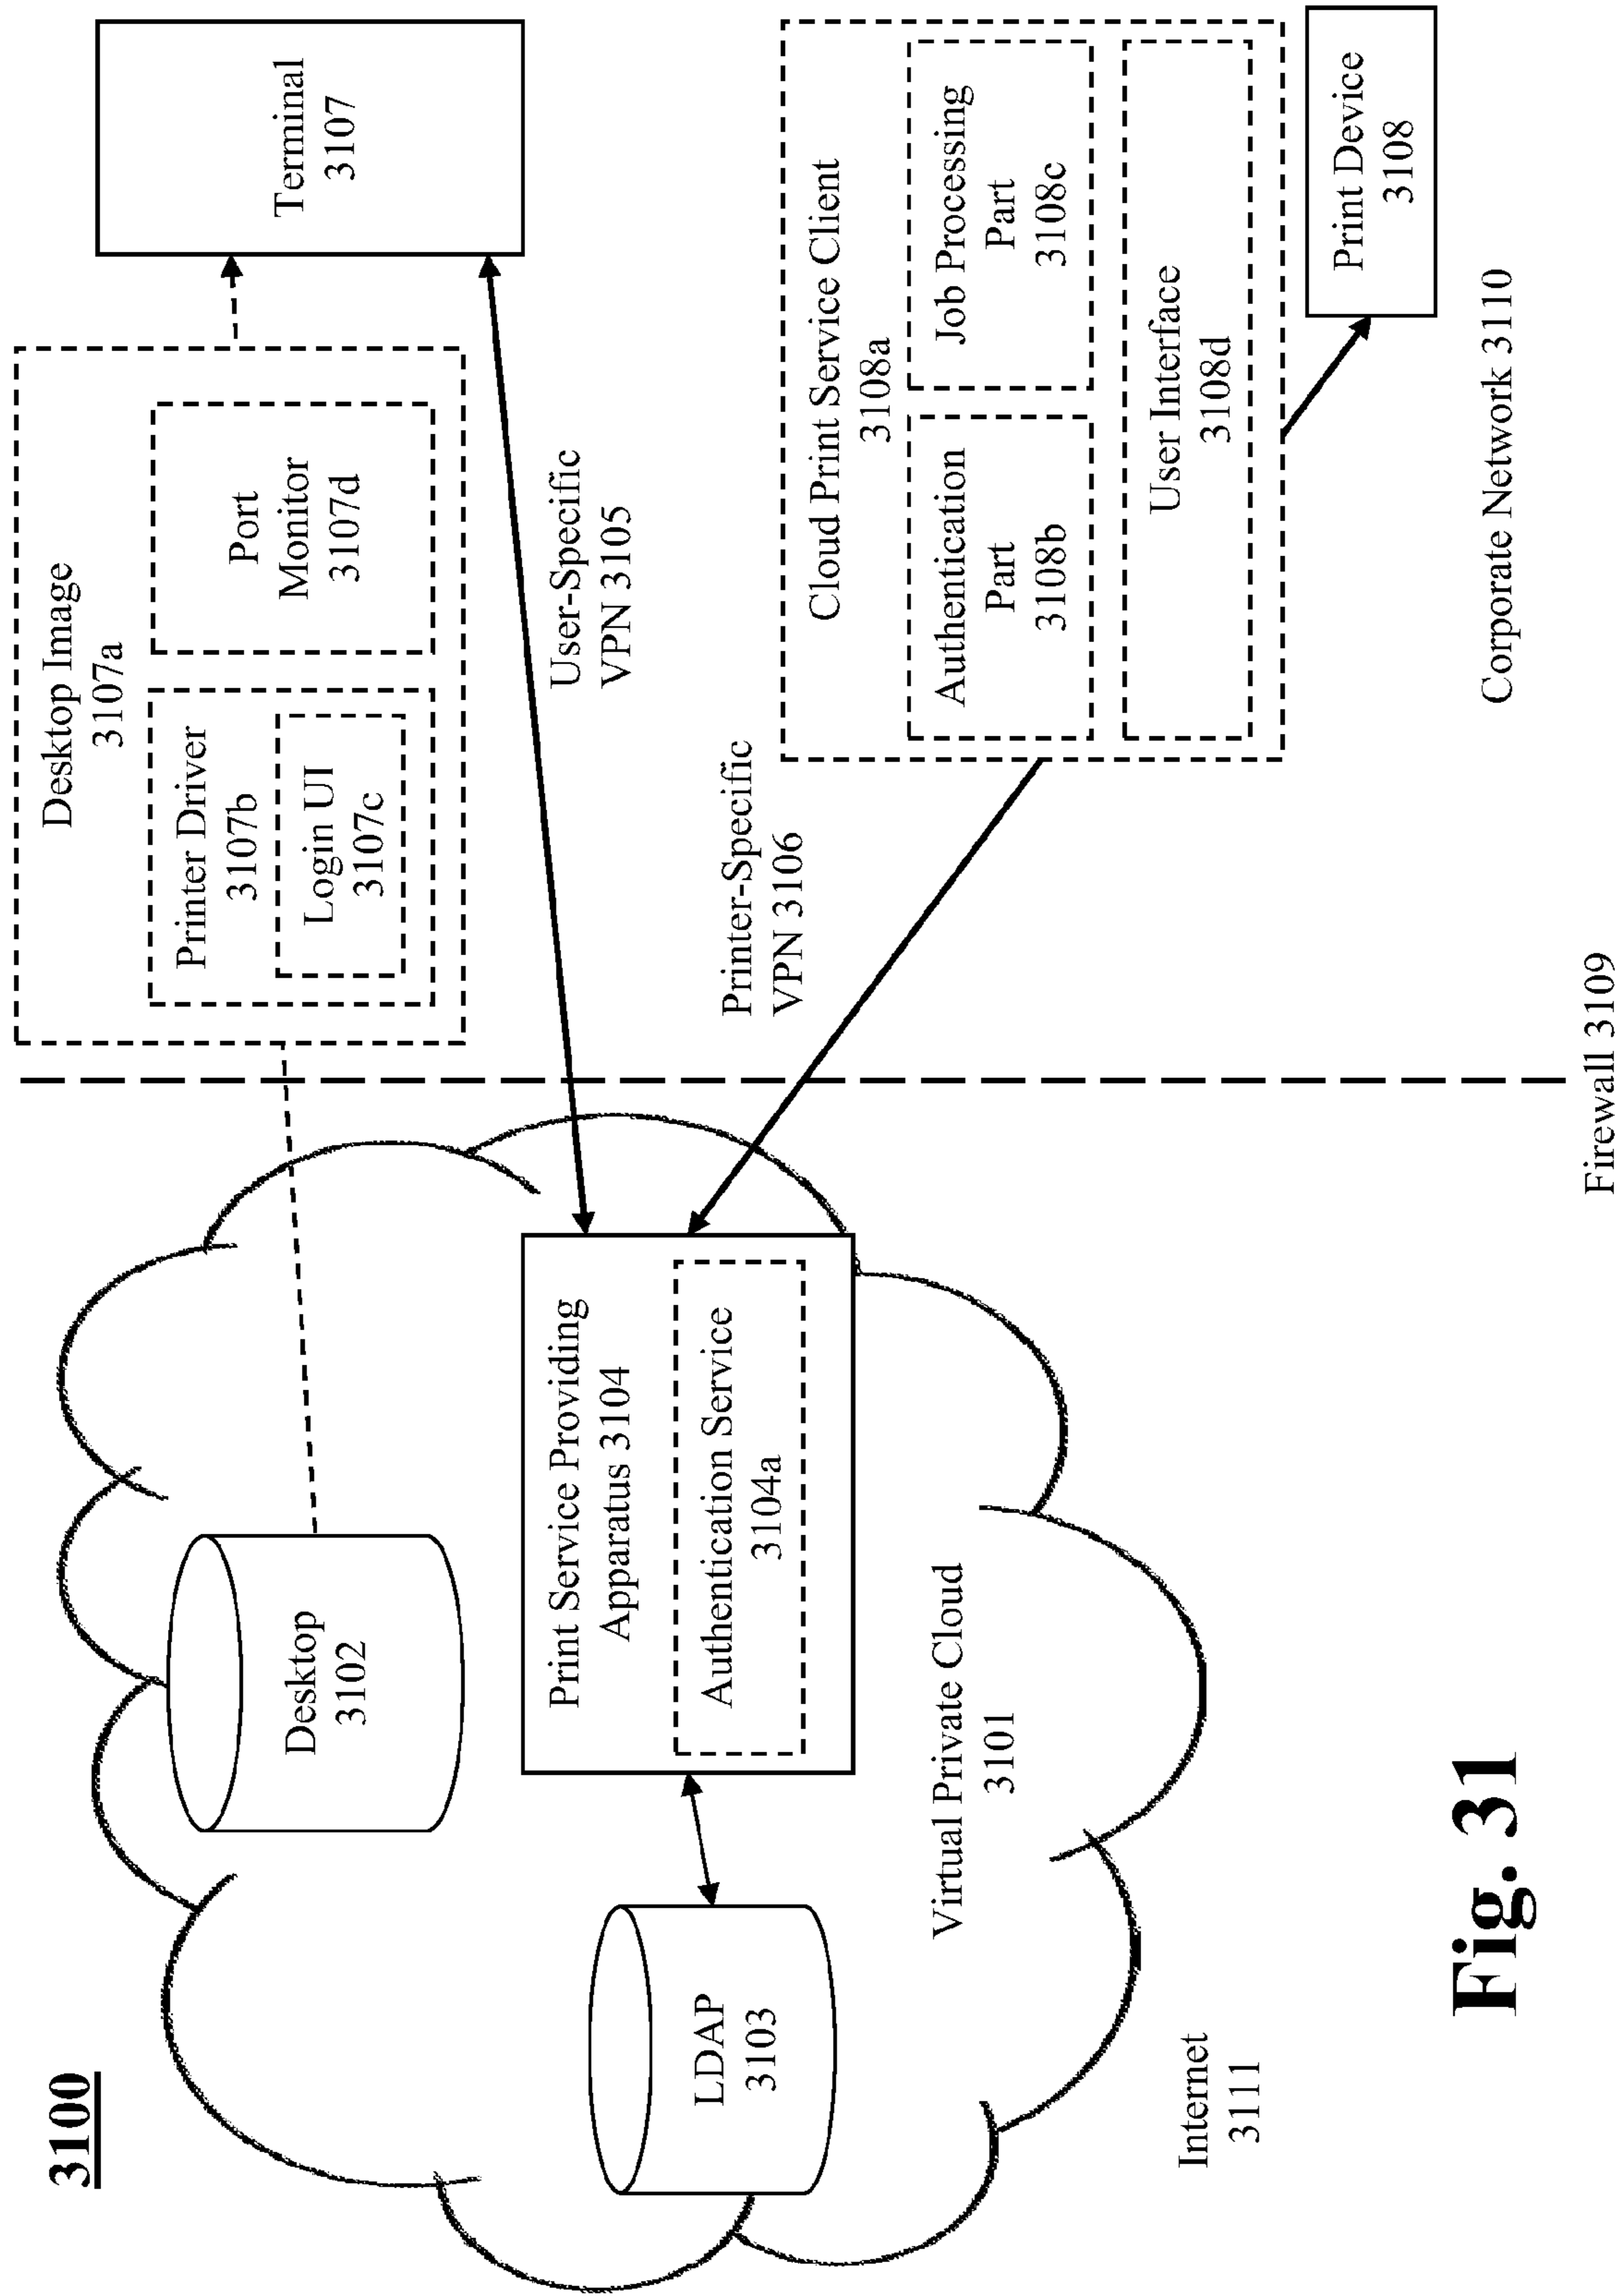 3100
Desktop Image
3107a
Printer Driver
3107b
Login UI
3107c
Port
Monitor
3107d
Terminal
3107
Desktop
3102
User-Specific
VPN 3105
LDAP
3103
Print Service Providing
Apparatus 3104
Authentication Service
3104a
Printer-Specific
VPN 3106
Cloud Print Service Client
3108a
Authentication
Part
3108b
Job Processing
Part
3108c
User Interface
3108d
Print Device
3108
Virtual Private Cloud
3101
Internet
3111
Corporate Network 3110
Firewall 3109
Fig. 31